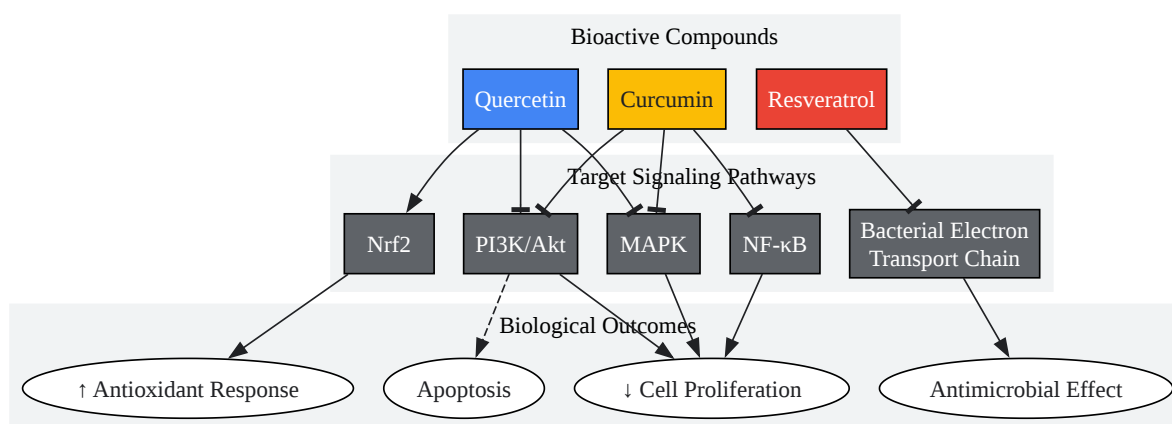 Bioactive Compounds
Quercetin
Curcumin
Resveratrol
Target Signaling Pathways
Nrf2
PI3K/Akt
MAPK
NF-κB
Bacterial Electron
Transport Chain
Biological Outcomes
↑ Antioxidant Response
Apoptosis
↓ Cell Proliferation
Antimicrobial Effect